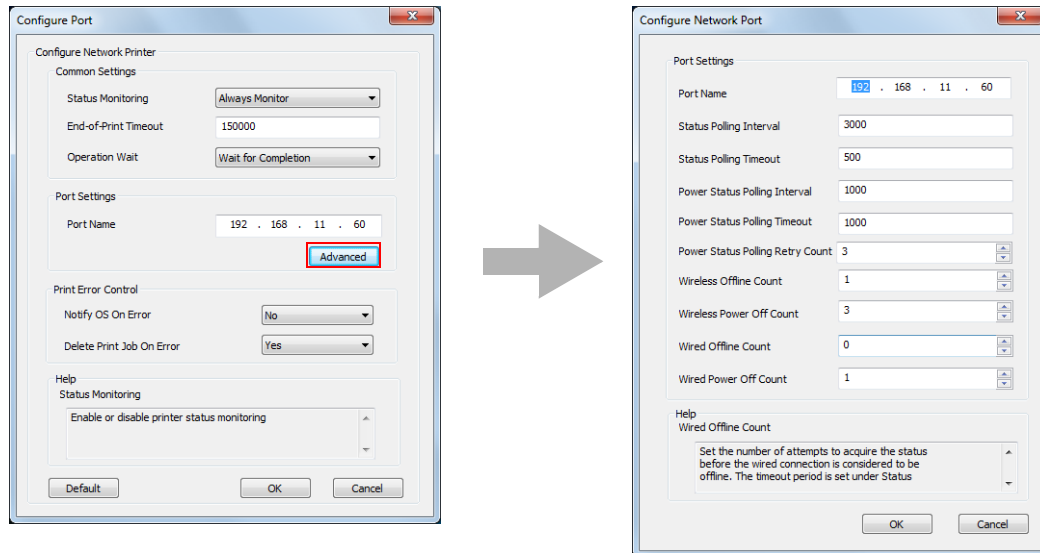 Configure Port
Configure Network Printer
Common Settings
Status Monitoring Always Monitor
End-of-Print Timeout 150000
Operation Wait Wait for Completion
Port Settings
Port Name 192 . 168 . 11 . 60
Advanced
Print Error Control
Notify OS On Error No
Delete Print Job On Error Yes
Help
Status Monitoring
Enable or disable printer status monitoring
Default OK Cancel
Configure Network Port
Port Settings
Port Name 192 . 168 . 11 . 60
Status Polling Interval 3000
Status Polling Timeout 500
Power Status Polling Interval 1000
Power Status Polling Timeout 1000
Power Status Polling Retry Count 3
Wireless Offline Count 1
Wireless Power Off Count 3
Wired Offline Count 0
Wired Power Off Count 1
Help
Wired Offline Count
Set the number of attempts to acquire the status
before the wired connection is considered to be
offline. The timeout period is set under Status
OK Cancel